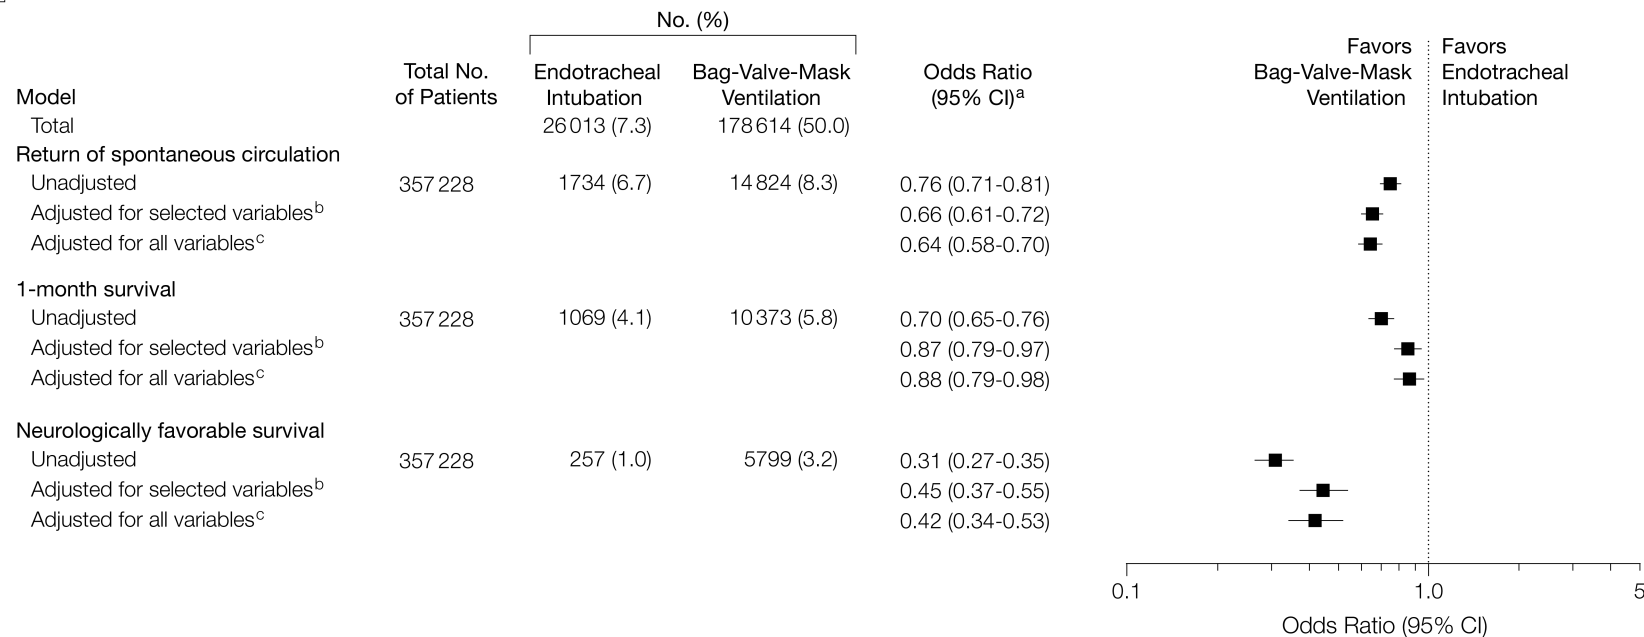 No. (%)
Favors Favors
Total No. Endotracheal Bag-Valve-Mask Odds Ratio Bag-Valve-Mask Endotracheal
Model of Patients Intubation Ventilation (95% CI)a Ventilation Intubation
Total 26 013 (7.3) 178 614 (50.0)
Return of spontaneous circulation
Unadjusted 357 228 1734 (6.7) 14 824 (8.3) 0.76 (0.71-0.81)
Adjusted for selected variablesb 0.66 (0.61-0.72)
Adjusted for all variablesc 0.64 (0.58-0.70)
1-month survival
Unadjusted 357 228 1069 (4.1) 10 373 (5.8) 0.70 (0.65-0.76)
Adjusted for selected variablesb 0.87 (0.79-0.97)
Adjusted for all variablesc 0.88 (0.79-0.98)
Neurologically favorable survival
Unadjusted 357 228 257 (1.0) 5799 (3.2) 0.31 (0.27-0.35)
Adjusted for selected variablesb 0.45 (0.37-0.55)
Adjusted for all variablesc 0.42 (0.34-0.53)
0.1 1.0 5
Odds Ratio (95% CI)